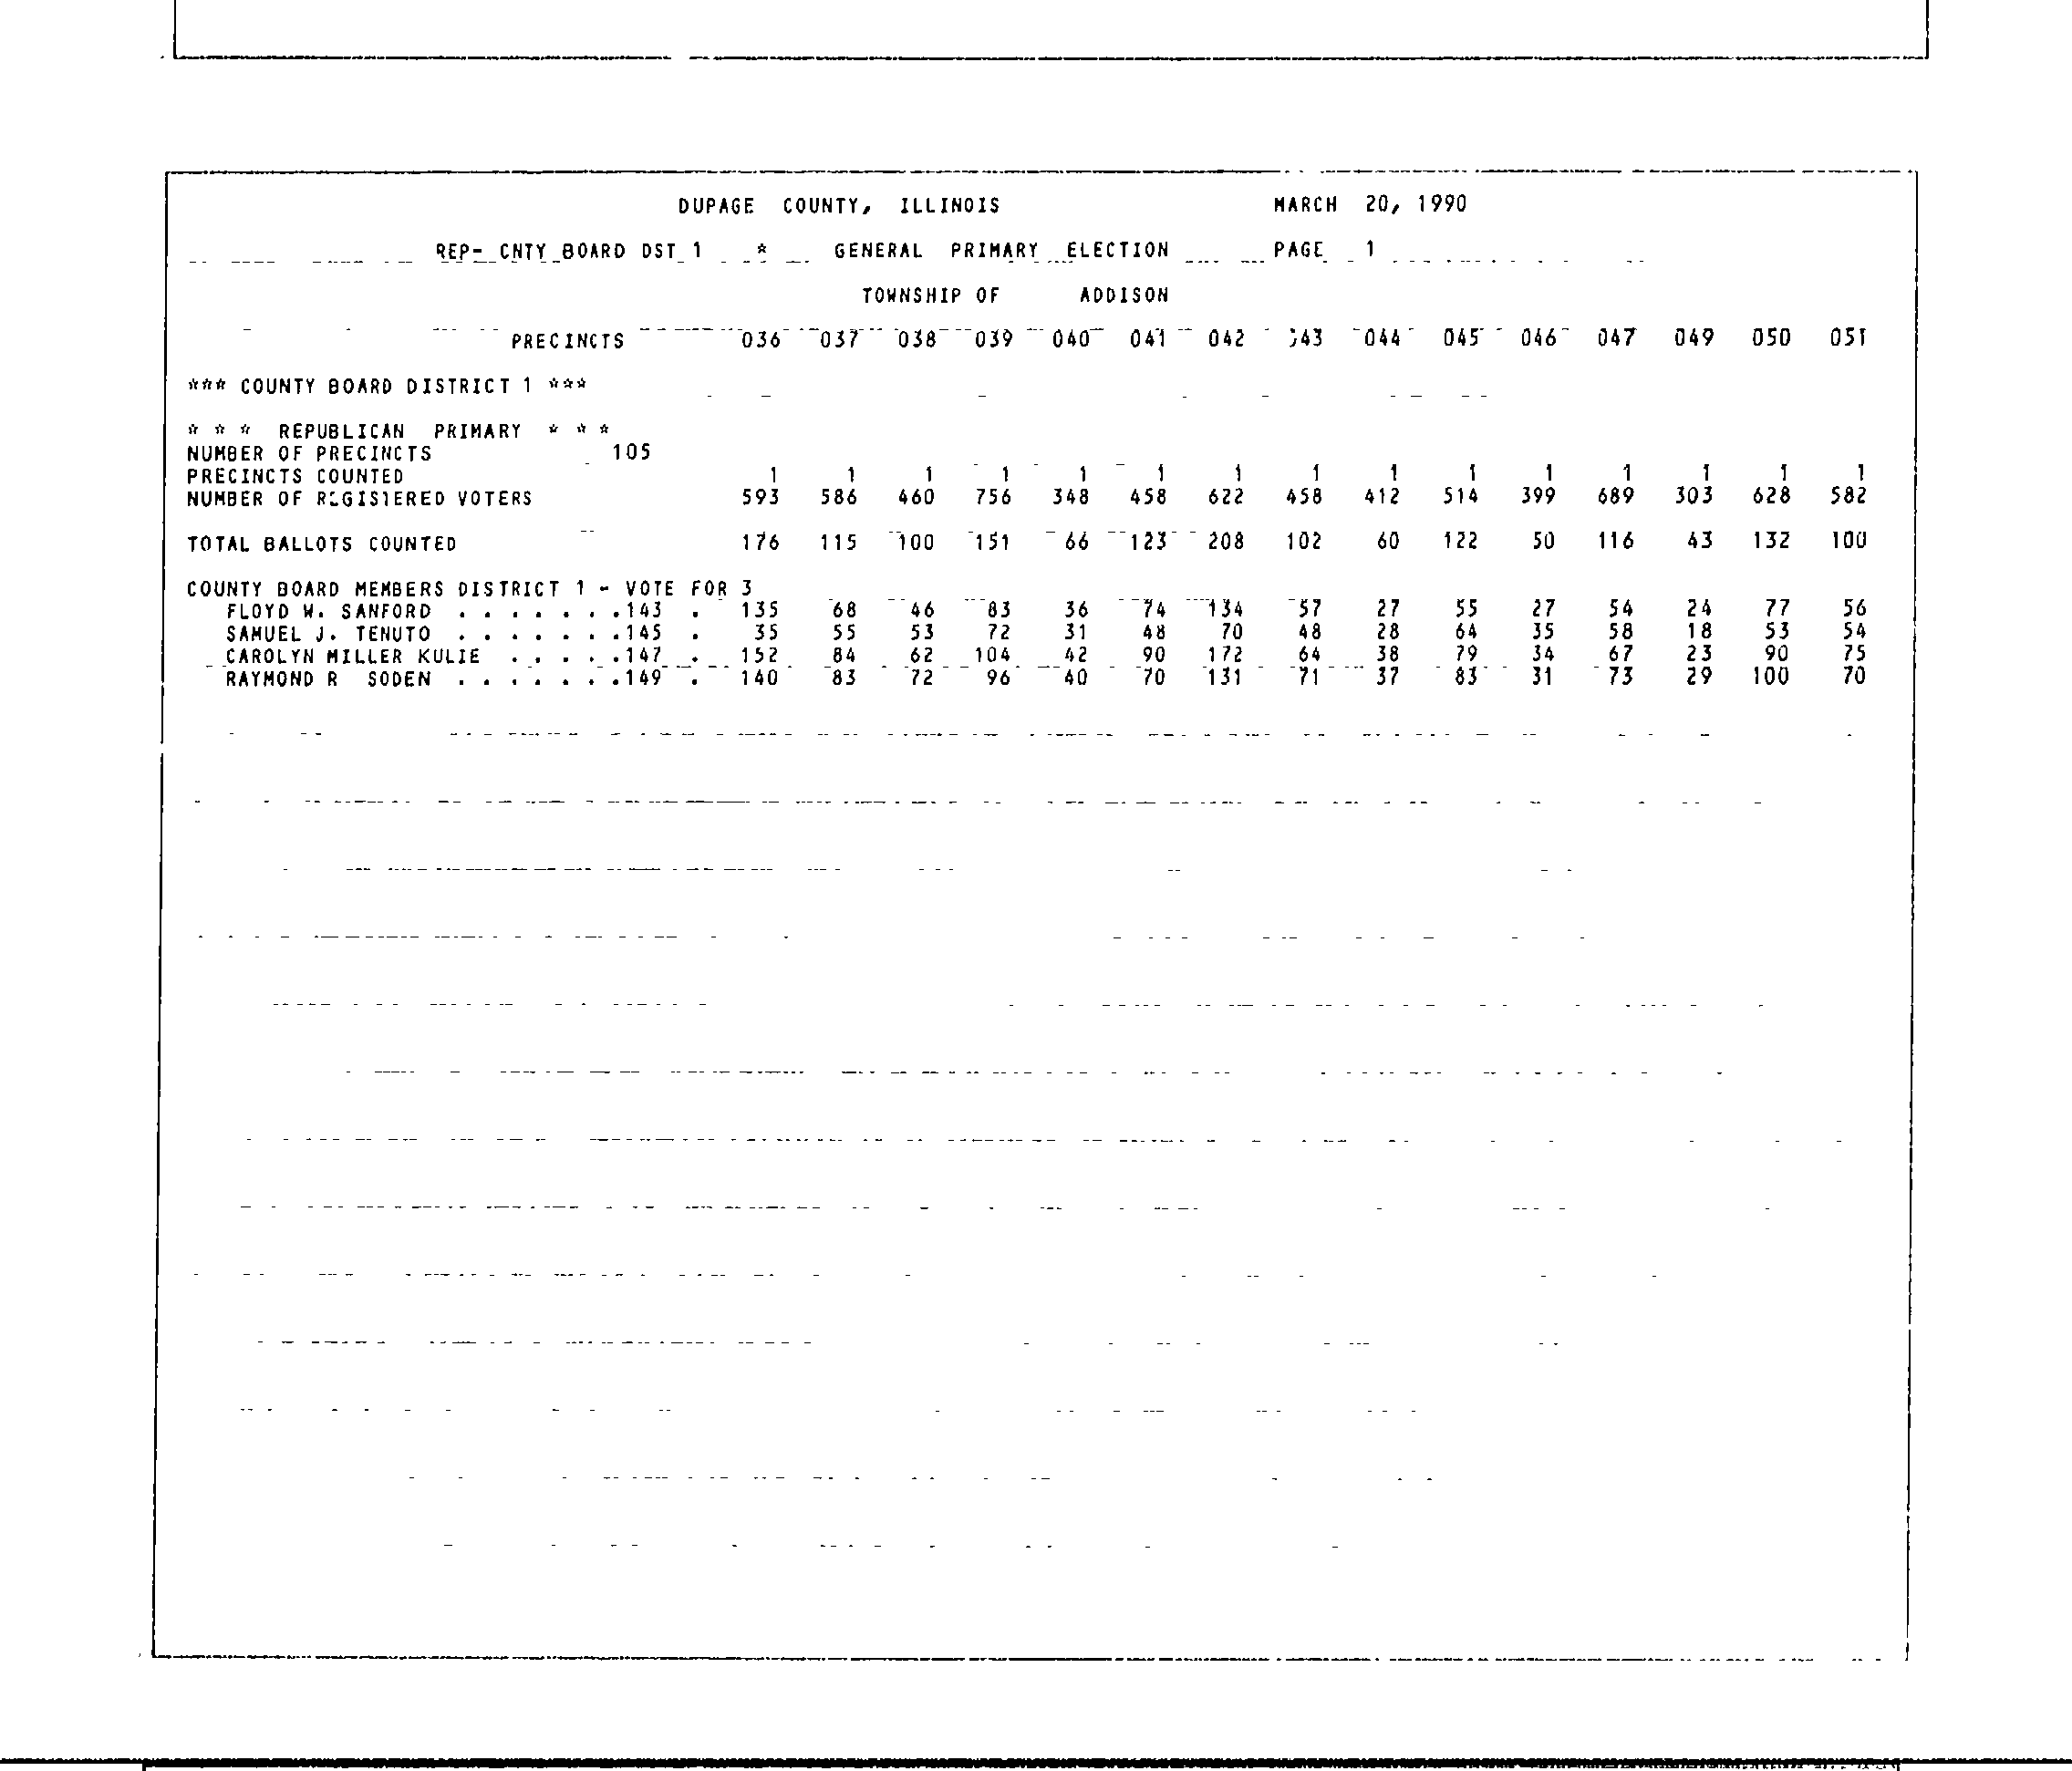 DUPAGE COUNTY, ILLINOIS MARCH 20, 1990
REP- CNTY BOARD DST 1 * GENERAL PRIMARY ELECTION PAGE 1
TOWNSHIP OF ADDISON
PRECINCTS 036 037 038 039 040 041 042 043 044 045 046 047 049 050 051
*** COUNTY BOARD DISTRICT 1 ***
* * * REPUBLICAN PRIMARY * * *
NUMBER OF PRECINCTS 105
PRECINCTS COUNTED 1 1 1 1 1 1 1 1 1 1 1 1 1 1 1
NUMBER OF REGISTERED VOTERS 593 586 460 756 348 458 622 458 412 514 399 689 303 628 582
TOTAL BALLOTS COUNTED 176 115 100 151 66 123 208 102 60 122 50 116 43 132 100
COUNTY BOARD MEMBERS DISTRICT 1 - VOTE FOR 3
FLOYD W. SANFORD . . . . . . .143 . 135 68 46 83 36 74 134 57 27 55 27 54 24 77 56
SAMUEL J. TENUTO . . . . . . .145 . 35 55 53 72 31 48 70 48 28 64 35 58 18 53 54
CAROLYN MILLER KULIE . . . . .147 . 152 84 62 104 42 90 172 64 38 79 34 67 23 90 75
RAYMOND R SODEN . . . . . . .149 . 140 83 72 96 40 70 131 71 37 83 31 73 29 100 70